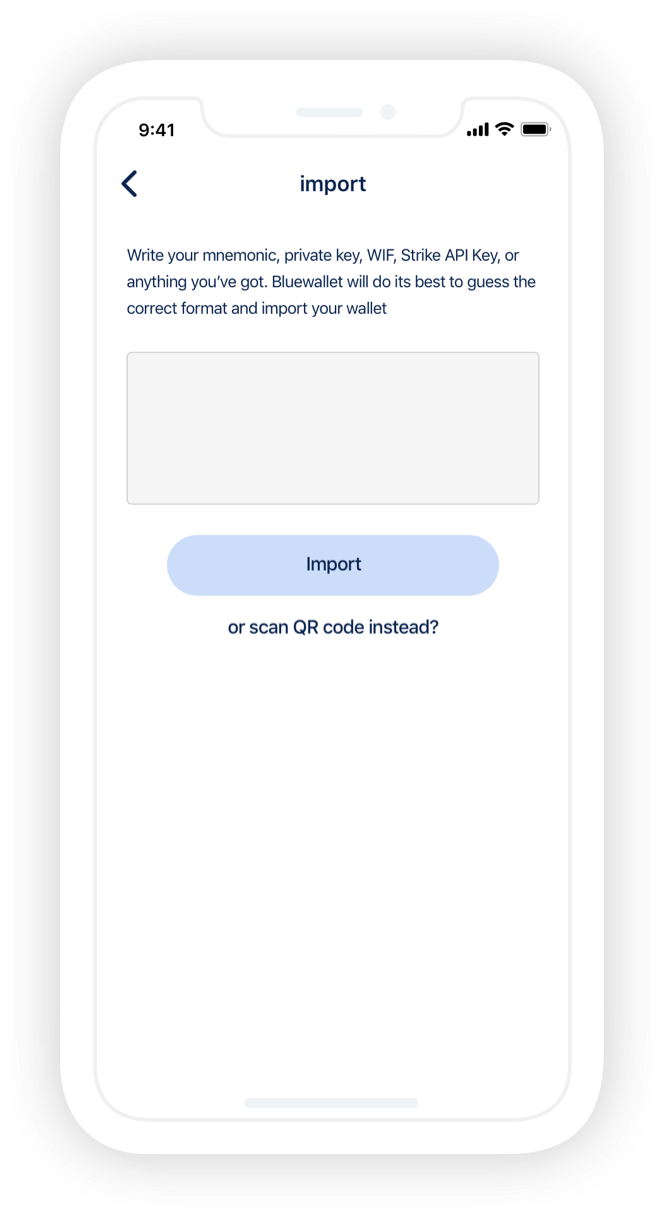 9:41
import
Write your mnemonic, private key, WIF, Strike API Key, or
anything you’ve got. Bluewallet will do its best to guess the
correct format and import your wallet
Import
or scan QR code instead?